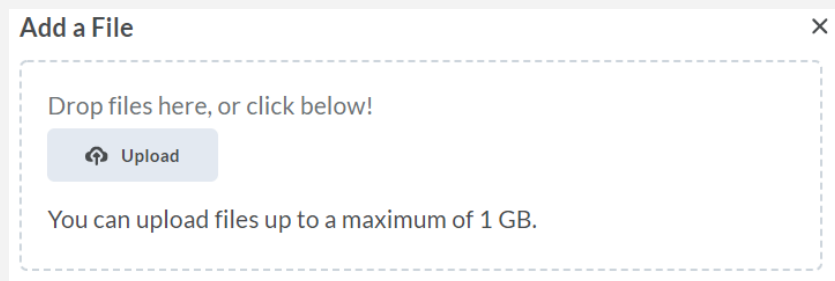 Add a File
Drop files here, or click below!
Upload
You can upload files up to a maximum of 1 GB.